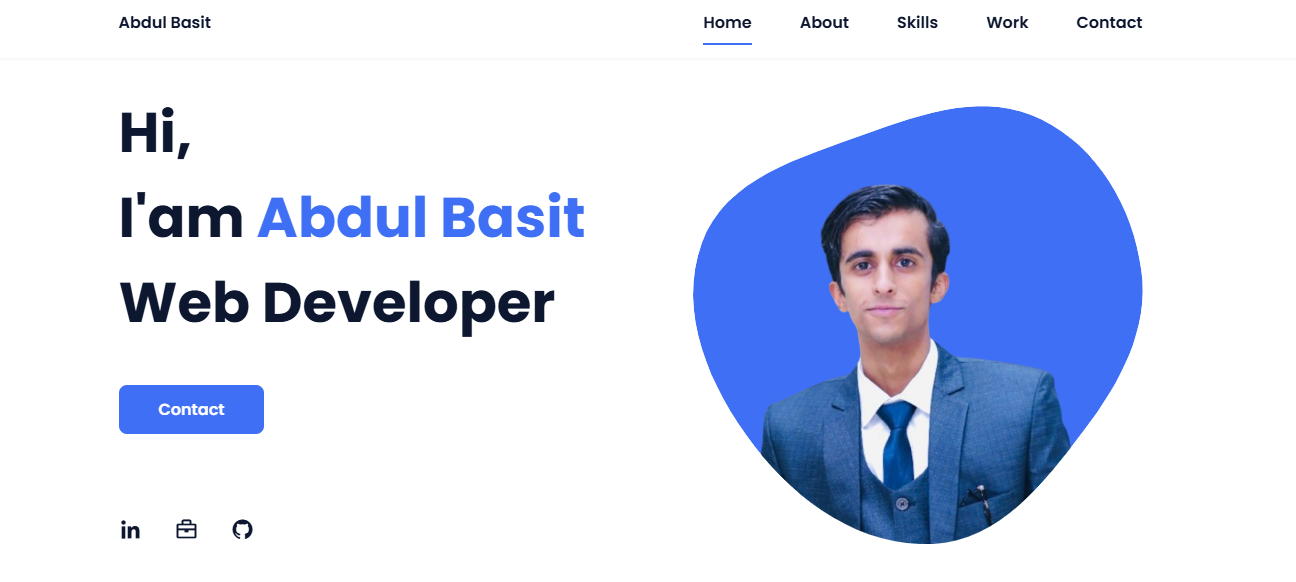 Abdul Basit
Home About Skills Work Contact
Hi,
I'am Abdul Basit
Web Developer
Contact
in